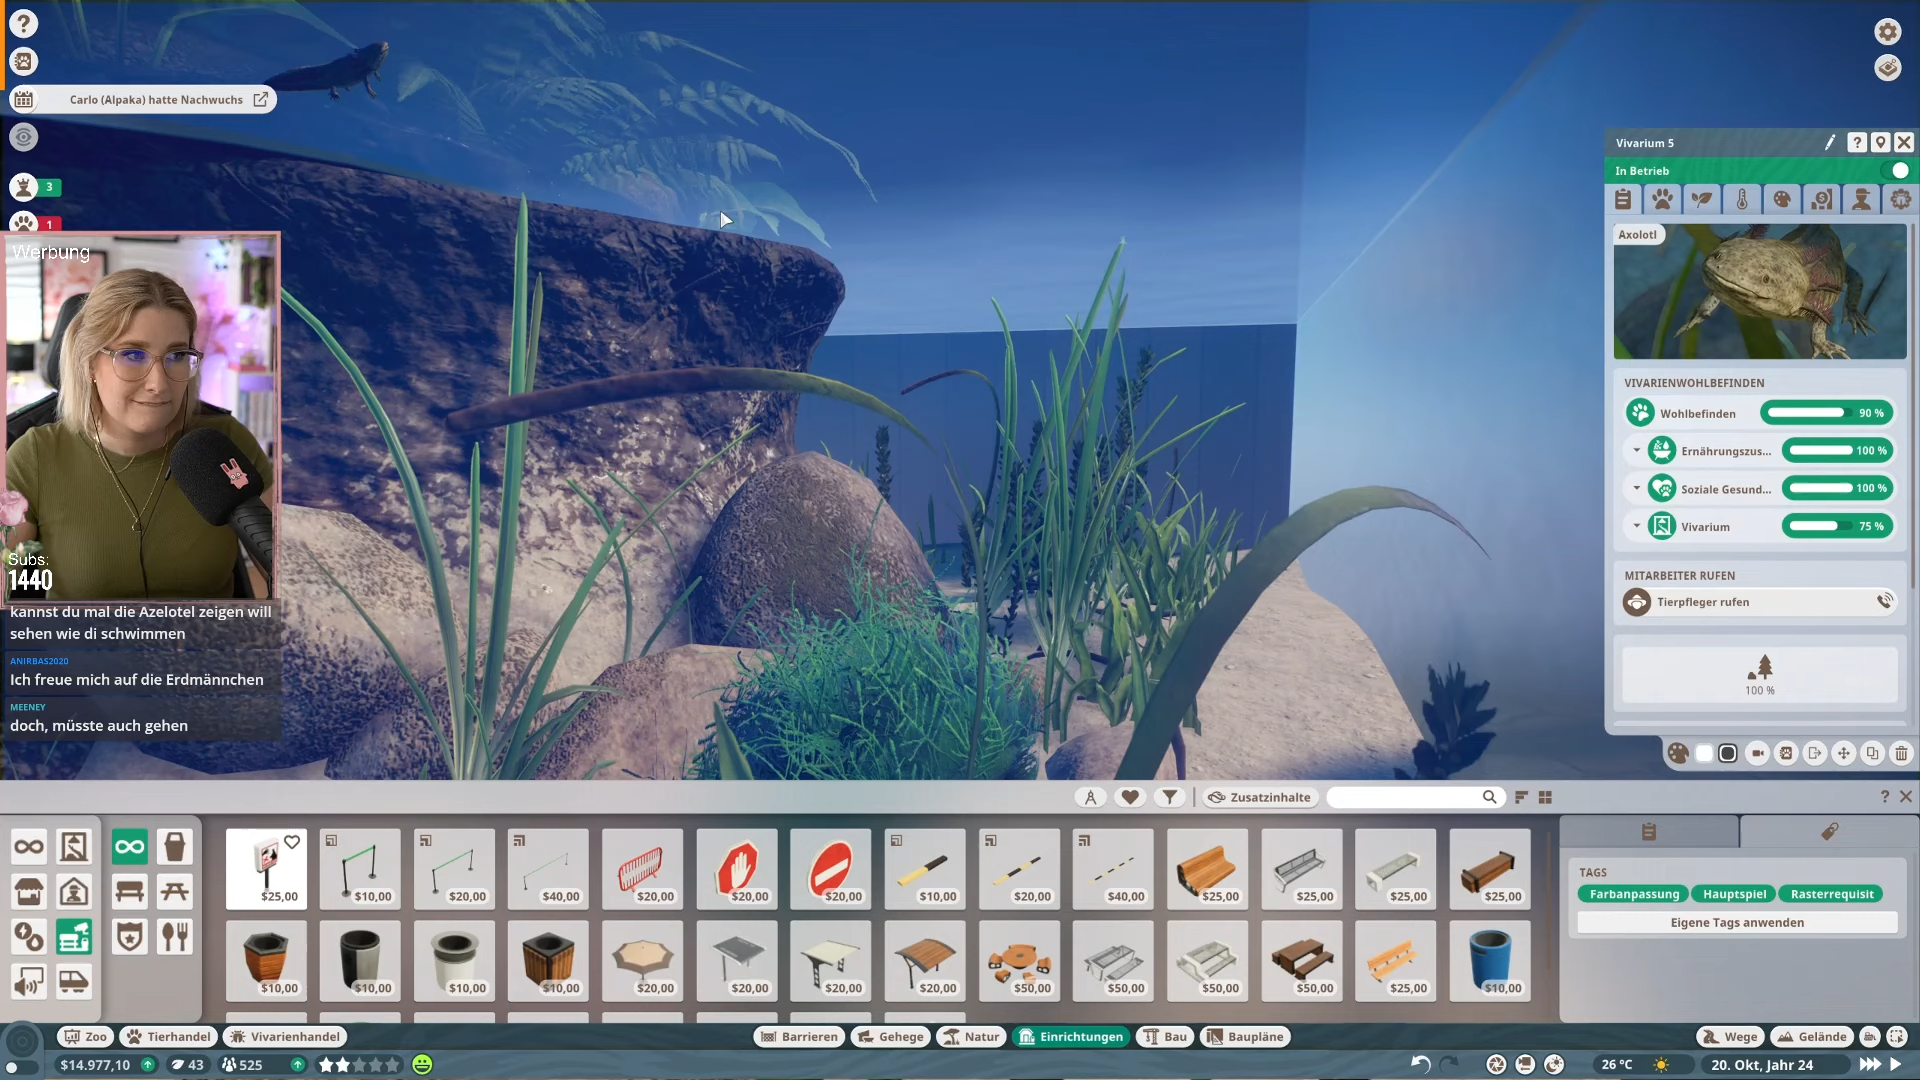 ?
Carlo (Alpaka) hatte Nachwuchs
3
1
Werbung
Subs:
1440
kannst du mal die Azelotel zeigen will
sehen wie di schwimmen
ANIRBAS2020
Ich freue mich auf die Erdmännchen
MEENEY
doch, müsste auch gehen
Vivarium 5
?
In Betrieb
Axolotl
VIVARIENWOHLBEFINDEN
Wohlbefinden 90 %
Ernährungszus... 100 %
Soziale Gesund... 100 %
Vivarium 75 %
MITARBEITER RUFEN
Tierpfleger rufen
100 %
Zusatzinhalte
?
$25,00 $10,00 $20,00 $40,00 $20,00 $20,00 $20,00 $10,00 $20,00 $40,00 $25,00 $25,00 $25,00 $25,00
$10,00 $10,00 $10,00 $10,00 $20,00 $20,00 $20,00 $20,00 $50,00 $50,00 $50,00 $50,00 $25,00 $10,00
TAGS
Farbanpassung Hauptspiel Rasterrequisit
Eigene Tags anwenden
Zoo Tierhandel Vivarienhandel Barrieren Gehege Natur Einrichtungen Bau Baupläne Wege Gelände
$14.977,10 43 525 26 °C 20. Okt, Jahr 24